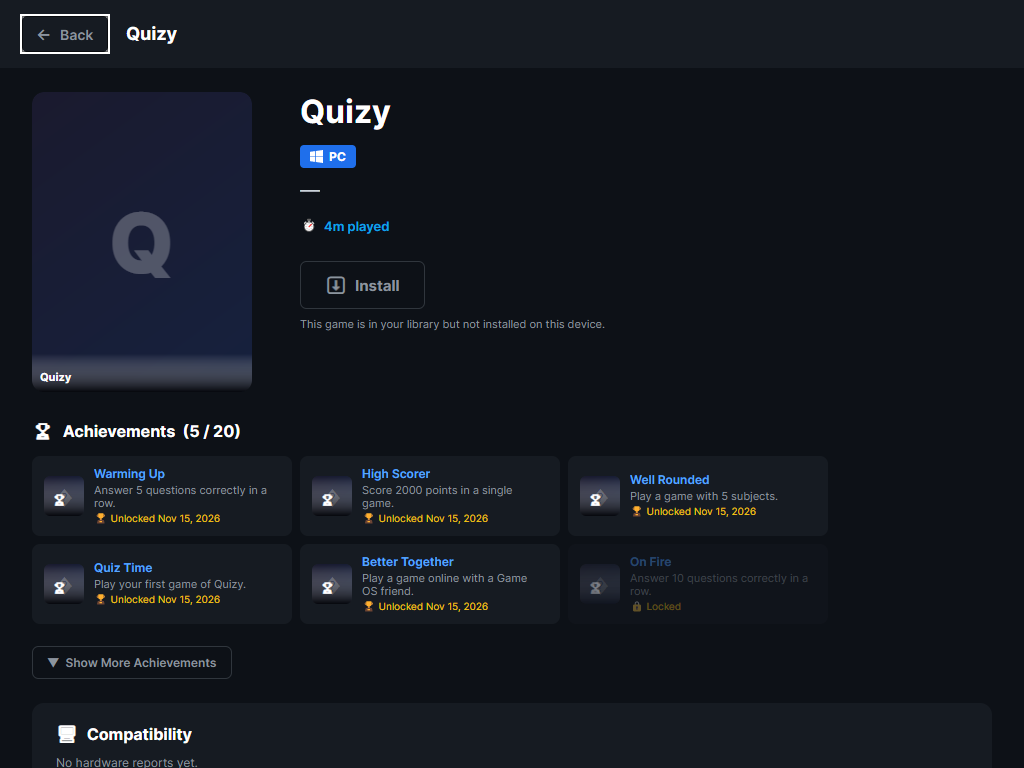 ← Back
Quizy
Q
Quizy
Quizy
PC
—
4m played
Install
This game is in your library but not installed on this device.
Achievements (5 / 20)
Warming Up
Answer 5 questions correctly in a
row.
Unlocked Nov 15, 2026
High Scorer
Score 2000 points in a single
game.
Unlocked Nov 15, 2026
Well Rounded
Play a game with 5 subjects.
Unlocked Nov 15, 2026
Quiz Time
Play your first game of Quizy.
Unlocked Nov 15, 2026
Better Together
Play a game online with a Game
OS friend.
Unlocked Nov 15, 2026
On Fire
Answer 10 questions correctly in a
row.
Locked
▼ Show More Achievements
Compatibility
No hardware reports yet.